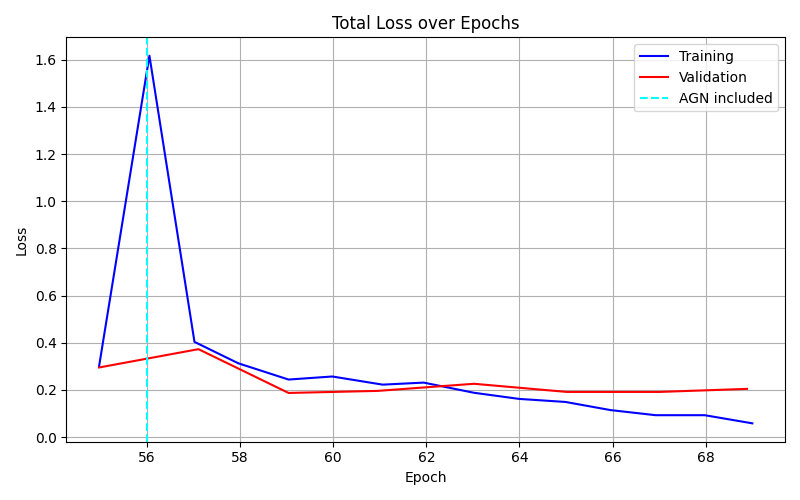 Total Loss over Epochs
Training
Validation
AGN included
Loss
1.6
1.4
1.2
1.0
0.8
0.6
0.4
0.2
0.0
56 58 60 62 64 66 68
Epoch